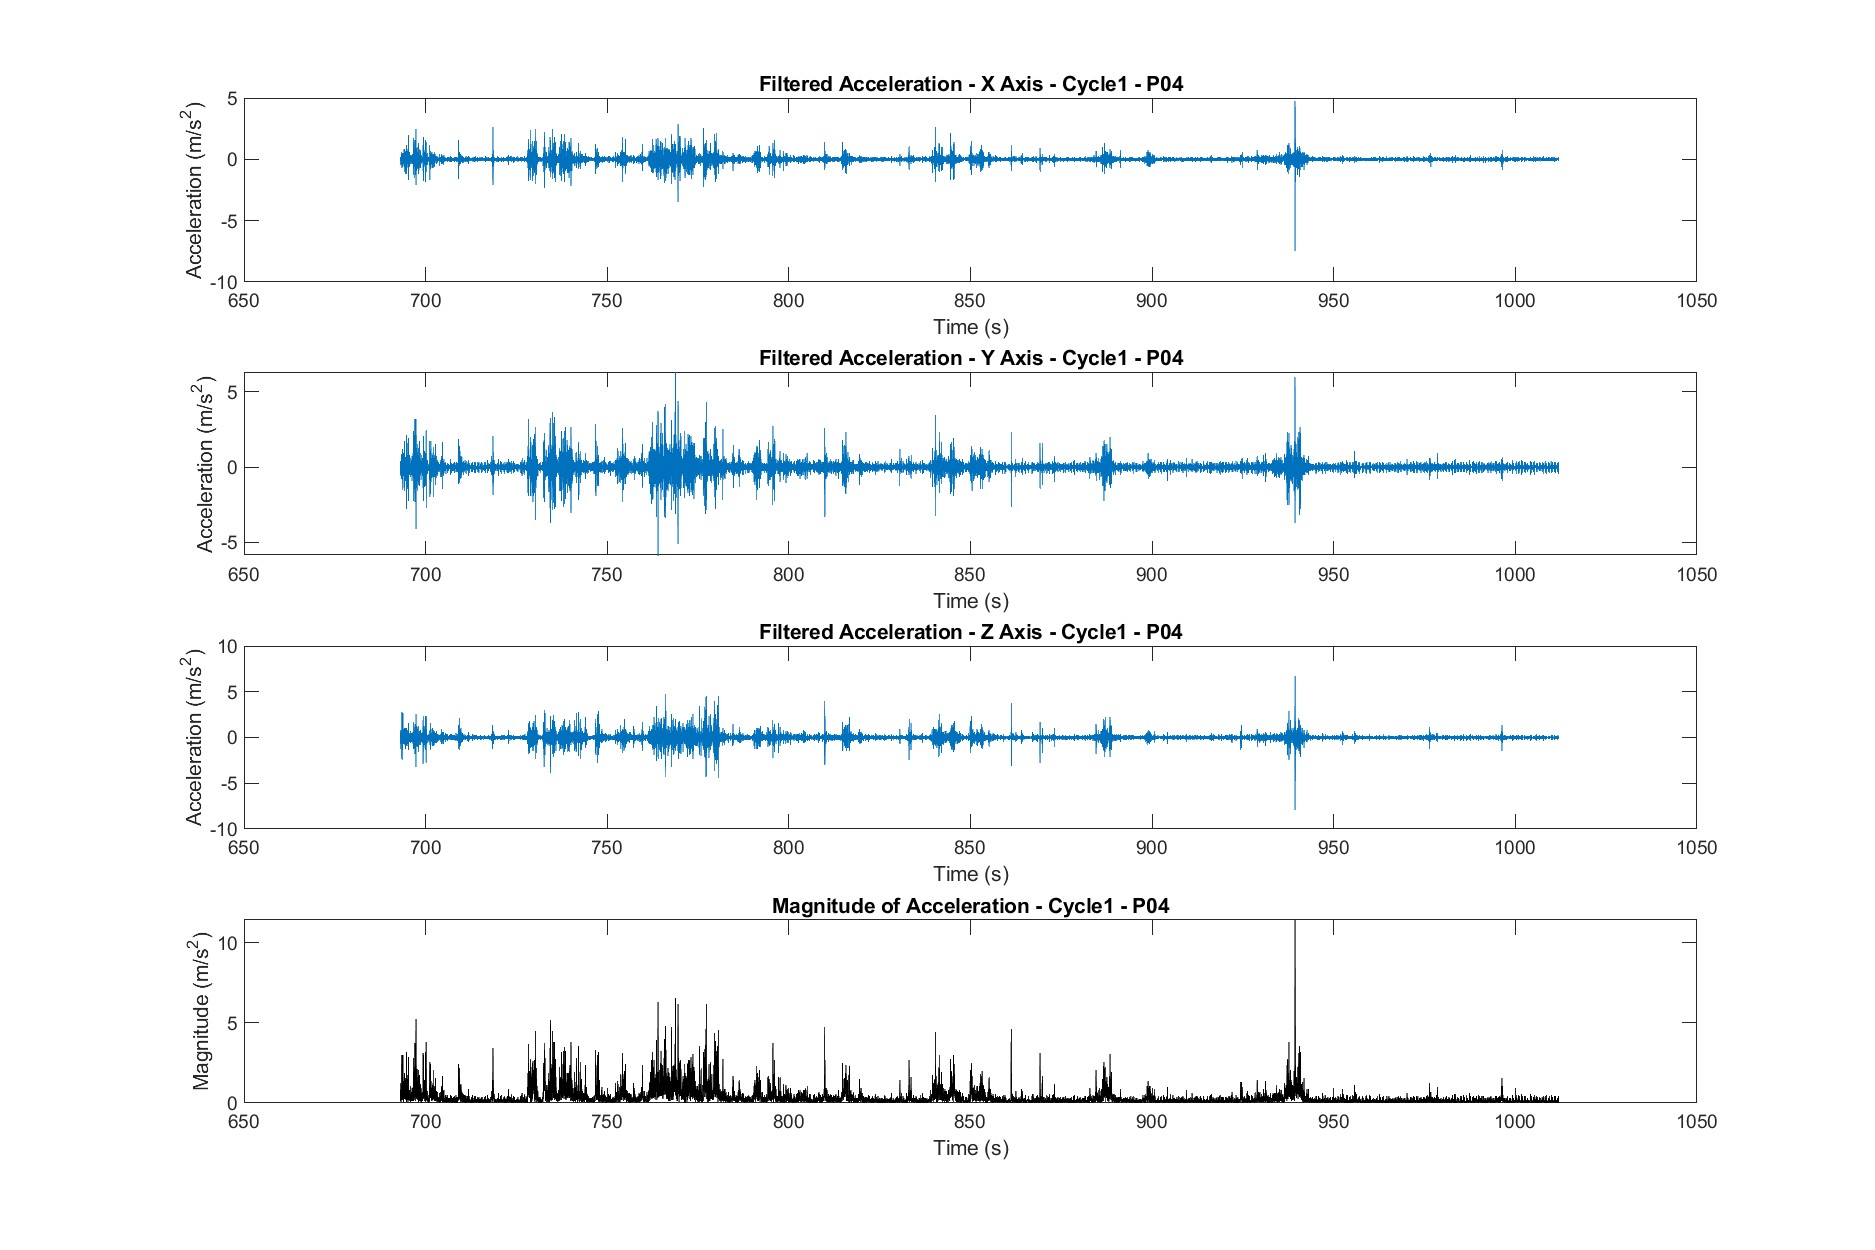 Filtered Acceleration - X Axis - Cycle1 - P04
Acceleration (m/s²)
5
0
-5
-10
650 700 750 800 850 900 950 1000 1050
Time (s)
Filtered Acceleration - Y Axis - Cycle1 - P04
Acceleration (m/s²)
5
0
-5
650 700 750 800 850 900 950 1000 1050
Time (s)
Filtered Acceleration - Z Axis - Cycle1 - P04
Acceleration (m/s²)
10
5
0
-5
-10
650 700 750 800 850 900 950 1000 1050
Time (s)
Magnitude of Acceleration - Cycle1 - P04
Magnitude (m/s²)
10
5
0
650 700 750 800 850 900 950 1000 1050
Time (s)